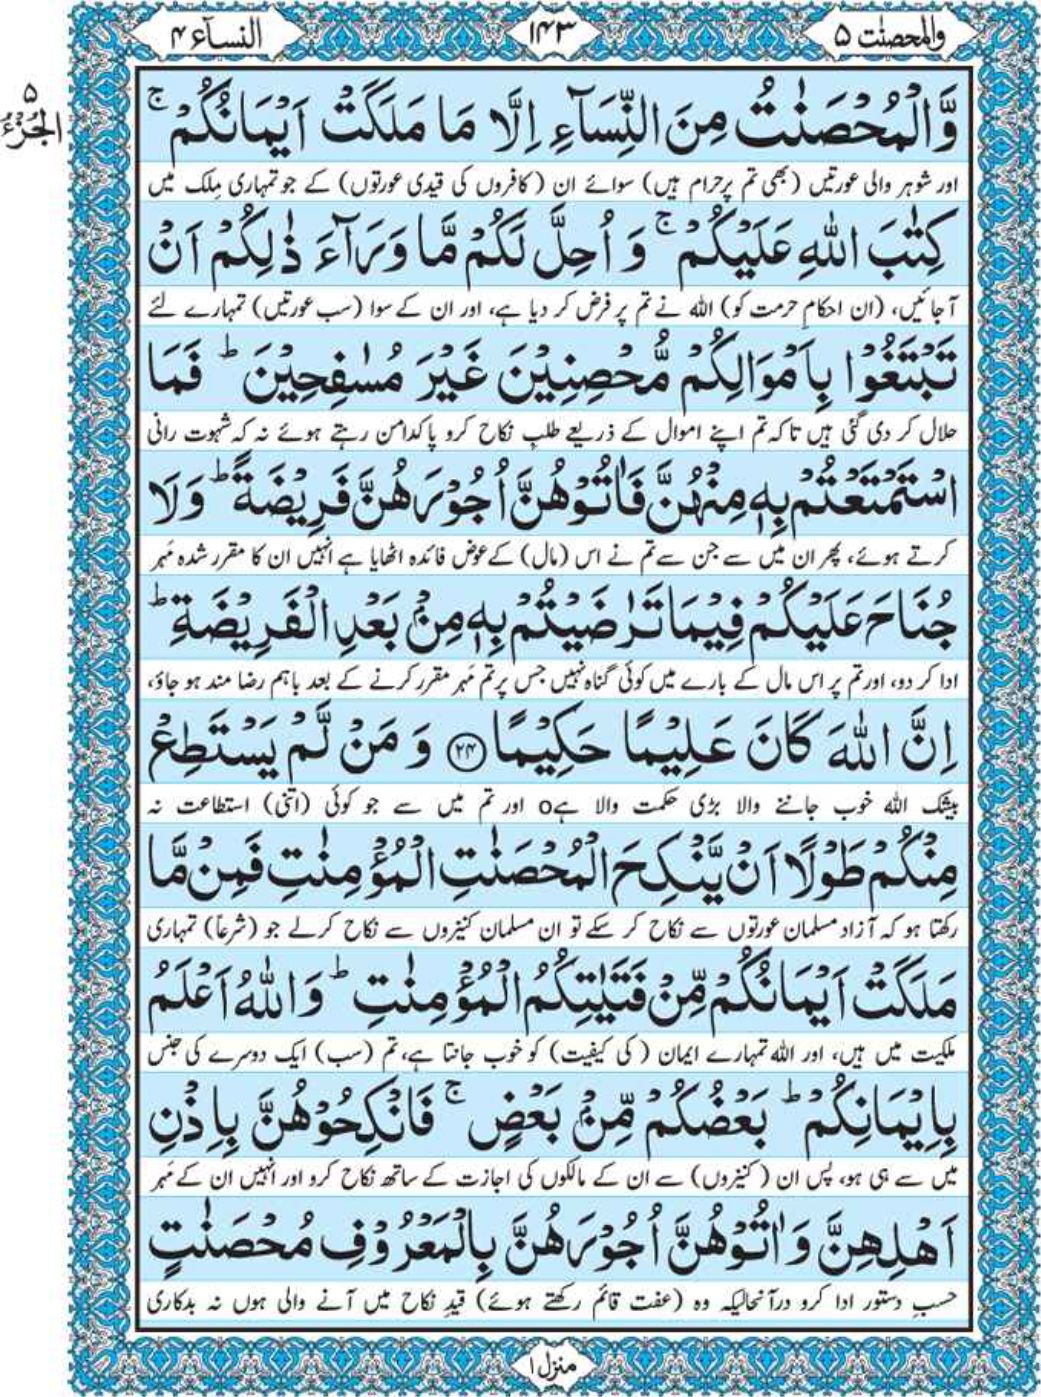 والمحصنٰت ۵
۱۴۳
النسآء ۴
۵
الجزء
وَّالْمُحْصَنٰتُ مِنَ النِّسَآءِ اِلَّا مَا مَلَكَتْ اَيْمَانُكُمْ ۚ
اور شوہر والی عورتیں (بھی تم پر حرام ہیں) سوائے ان (کافروں کی قیدی عورتوں) کے جو تمہاری مِلک میں
كِتٰبَ اللّٰهِ عَلَيْكُمْ ۚ وَ اُحِلَّ لَكُمْ مَّا وَرَآءَ ذٰلِكُمْ اَنْ
آ جائیں، (ان احکامِ حرمت کو) اللہ نے تم پر فرض کر دیا ہے، اور ان کے سوا (سب عورتیں) تمہارے لئے
تَبْتَغُوْا بِاَمْوَالِكُمْ مُّحْصِنِيْنَ غَيْرَ مُسٰفِحِيْنَ ؕ فَمَا
حلال کر دی گئی ہیں تاکہ تم اپنے اموال کے ذریعے طلبِ نکاح کرو پاکدامن رہتے ہوئے نہ کہ شہوت رانی
اسْتَمْتَعْتُمْ بِهٖ مِنْهُنَّ فَاٰتُوْهُنَّ اُجُوْرَهُنَّ فَرِيْضَةً ؕ وَلَا
کرتے ہوئے، پھر ان میں سے جن سے تم نے اس (مال) کے عوض فائدہ اٹھایا ہے انہیں ان کا مقرر شدہ مَہر
جُنَاحَ عَلَيْكُمْ فِيْمَا تَرٰضَيْتُمْ بِهٖ مِنْۢ بَعْدِ الْفَرِيْضَةِ ؕ
ادا کر دو، اور تم پر اس مال کے بارے میں کوئی گناہ نہیں جس پر تم مَہر مقرر کرنے کے بعد باہم رضا مند ہو جاؤ،
اِنَّ اللّٰهَ كَانَ عَلِيْمًا حَكِيْمًا ۝۲۴ وَ مَنْ لَّمْ يَسْتَطِعْ
بیشک اللہ خوب جاننے والا بڑی حکمت والا ہےo اور تم میں سے جو کوئی (اتنی) استطاعت نہ
مِنْكُمْ طَوْلًا اَنْ يَّنْكِحَ الْمُحْصَنٰتِ الْمُؤْمِنٰتِ فَمِنْ مَّا
رکھتا ہو کہ آزاد مسلمان عورتوں سے نکاح کر سکے تو ان مسلمان کنیزوں سے نکاح کرلے جو (شرعاً) تمہاری
مَلَكَتْ اَيْمَانُكُمْ مِّنْ فَتَيٰتِكُمُ الْمُؤْمِنٰتِ ؕ وَاللّٰهُ اَعْلَمُ
ملکیت میں ہیں، اور اللہ تمہارے ایمان (کی کیفیت) کو خوب جانتا ہے، تم (سب) ایک دوسرے کی جنس
بِاِيْمَانِكُمْ ؕ بَعْضُكُمْ مِّنْۢ بَعْضٍ ۚ فَانْكِحُوْهُنَّ بِاِذْنِ
میں سے ہی ہو، پس ان (کنیزوں) سے ان کے مالکوں کی اجازت کے ساتھ نکاح کرو اور انہیں ان کے مَہر
اَهْلِهِنَّ وَ اٰتُوْهُنَّ اُجُوْرَهُنَّ بِالْمَعْرُوْفِ مُحْصَنٰتٍ
حسبِ دستور ادا کرو درآنحالیکہ وہ (عفت قائم رکھتے ہوئے) قیدِ نکاح میں آنے والی ہوں نہ بدکاری
منزل ۱